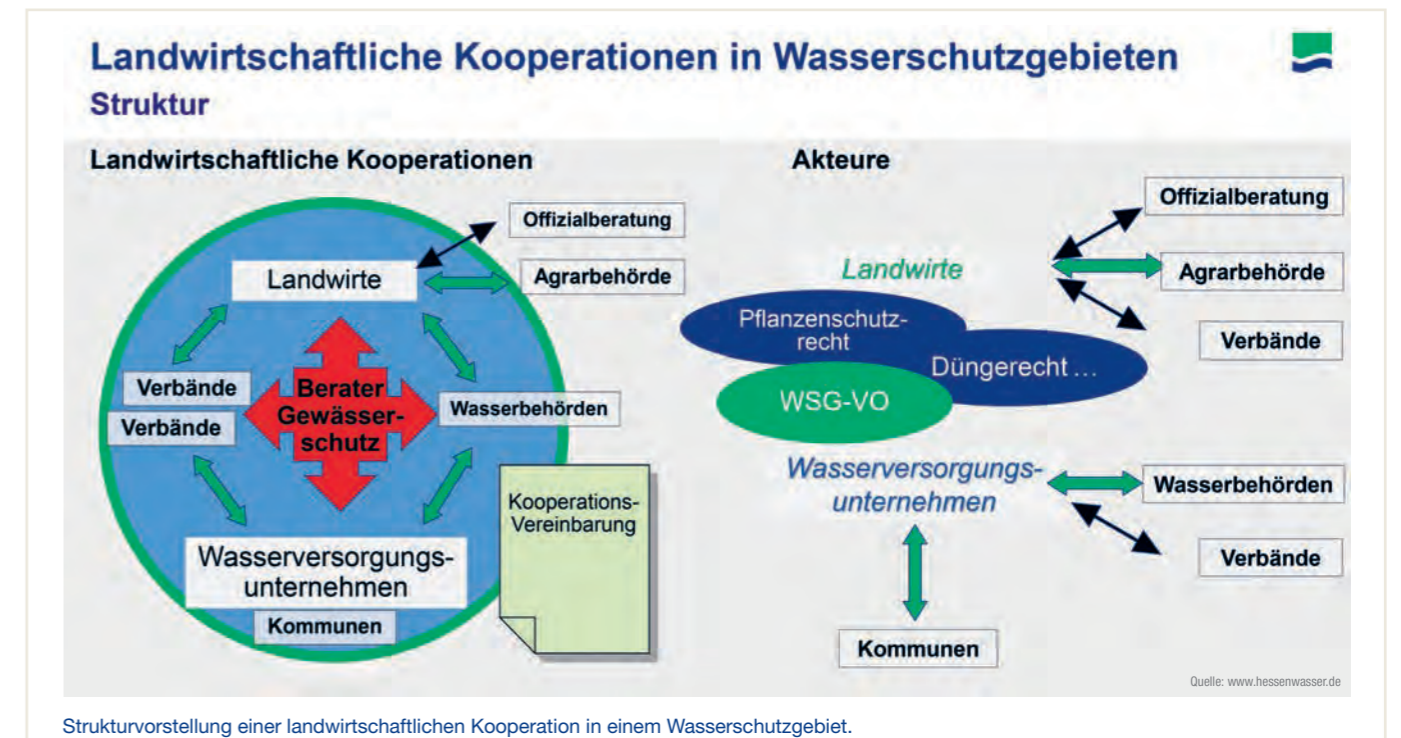 Landwirtschaftliche Kooperationen in Wasserschutzgebieten
Struktur
Landwirtschaftliche Kooperationen
Offizialberatung
Landwirte
Agrarbehörde
Verbände
Verbände
Berater
Gewässer-
schutz
Wasserbehörden
Kooperations-
Vereinbarung
Wasserversorgungs-
unternehmen
Kommunen
Akteure
Offizialberatung
Landwirte
Agrarbehörde
Verbände
Pflanzenschutz-
recht
Düngerecht ...
WSG-VO
Wasserversorgungs-
unternehmen
Wasserbehörden
Verbände
Kommunen
Quelle: www.hessenwasser.de
Strukturvorstellung einer landwirtschaftlichen Kooperation in einem Wasserschutzgebiet.